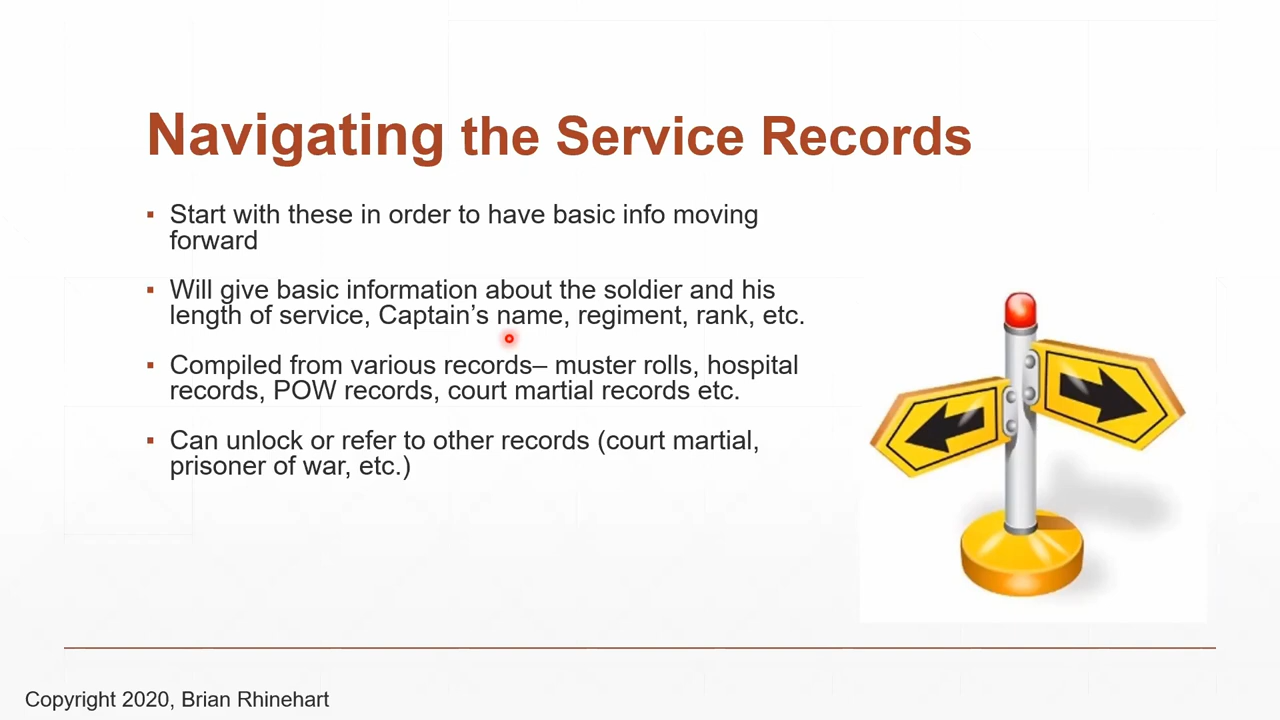 Navigating the Service Records
▪ Start with these in order to have basic info moving
forward
▪ Will give basic information about the soldier and his
length of service, Captain’s name, regiment, rank, etc.
▪ Compiled from various records– muster rolls, hospital
records, POW records, court martial records etc.
▪ Can unlock or refer to other records (court martial,
prisoner of war, etc.)
Copyright 2020, Brian Rhinehart